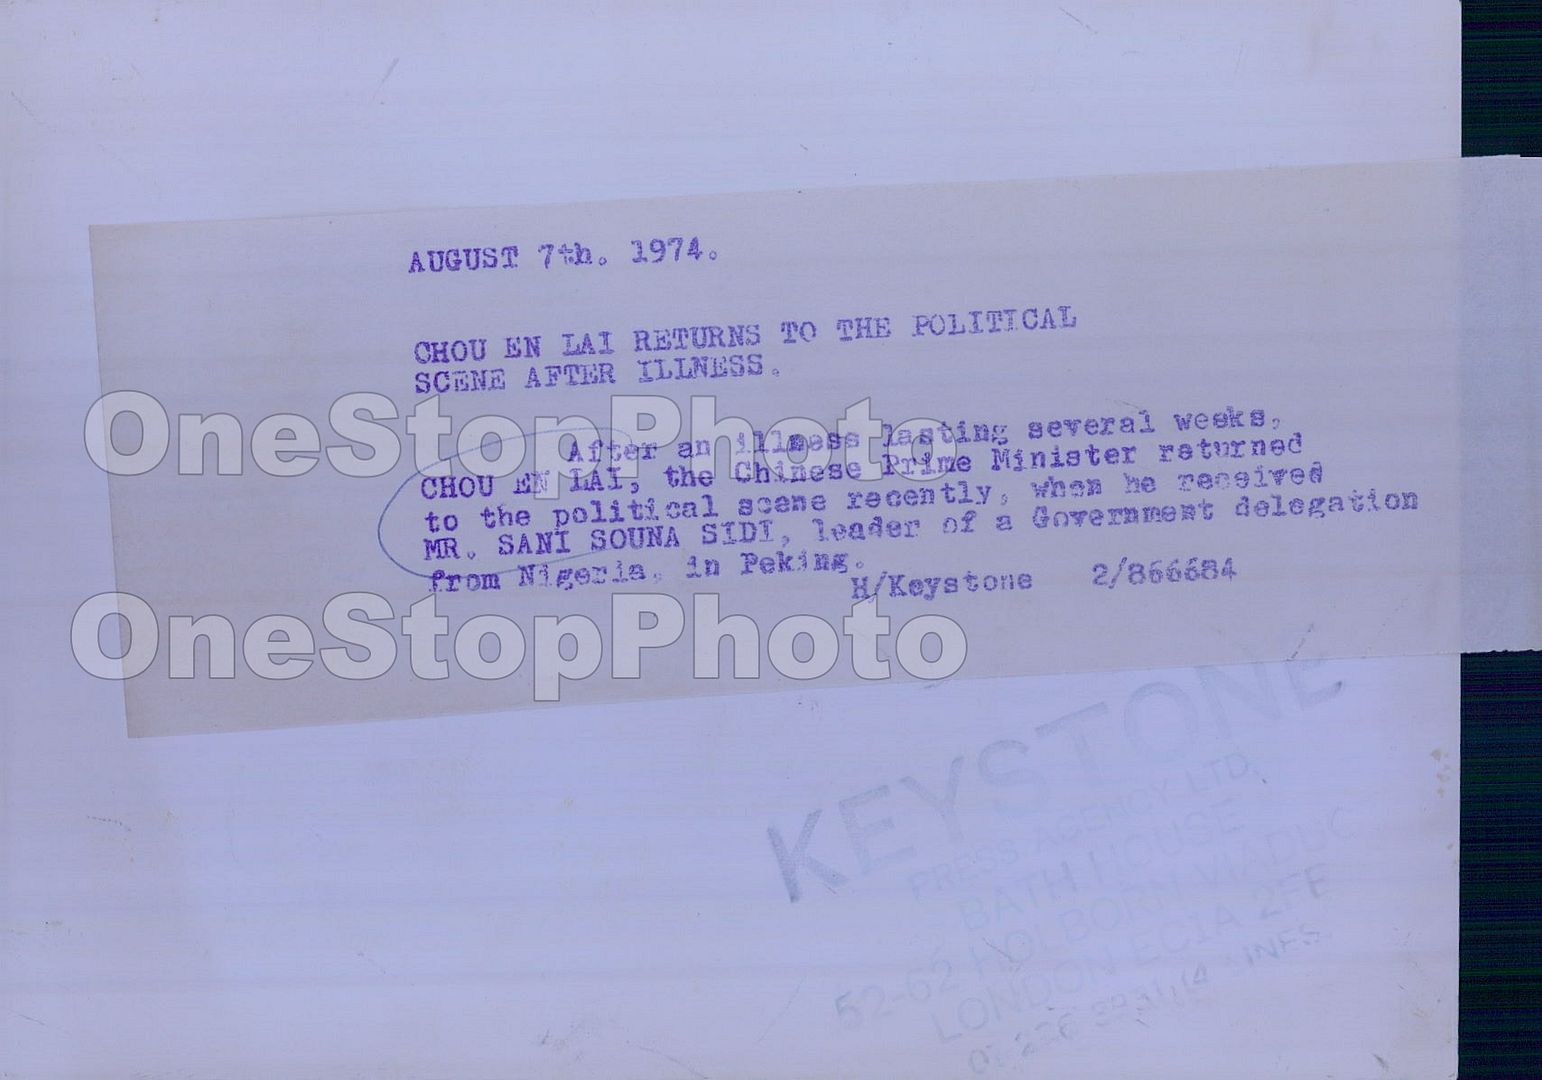 AUGUST 7th. 1974.
CHOU EN LAI RETURNS TO THE POLITICAL
SCENE AFTER ILLNESS.
After an illness lasting several weeks,
CHOU EN LAI, the Chinese Prime Minister returned
to the political scene recently, when he received
MR. SANI SOUNA SIDI, leader of a Government delegation
from Nigeria, in Peking.
H/Keystone 2/866684
OneStopPhoto
OneStopPhoto
KEYSTONE
PRESS AGENCY LTD.
BATH HOUSE
52-62 HOLBORN VIADUC
LONDON EC1A 2FE
LINES